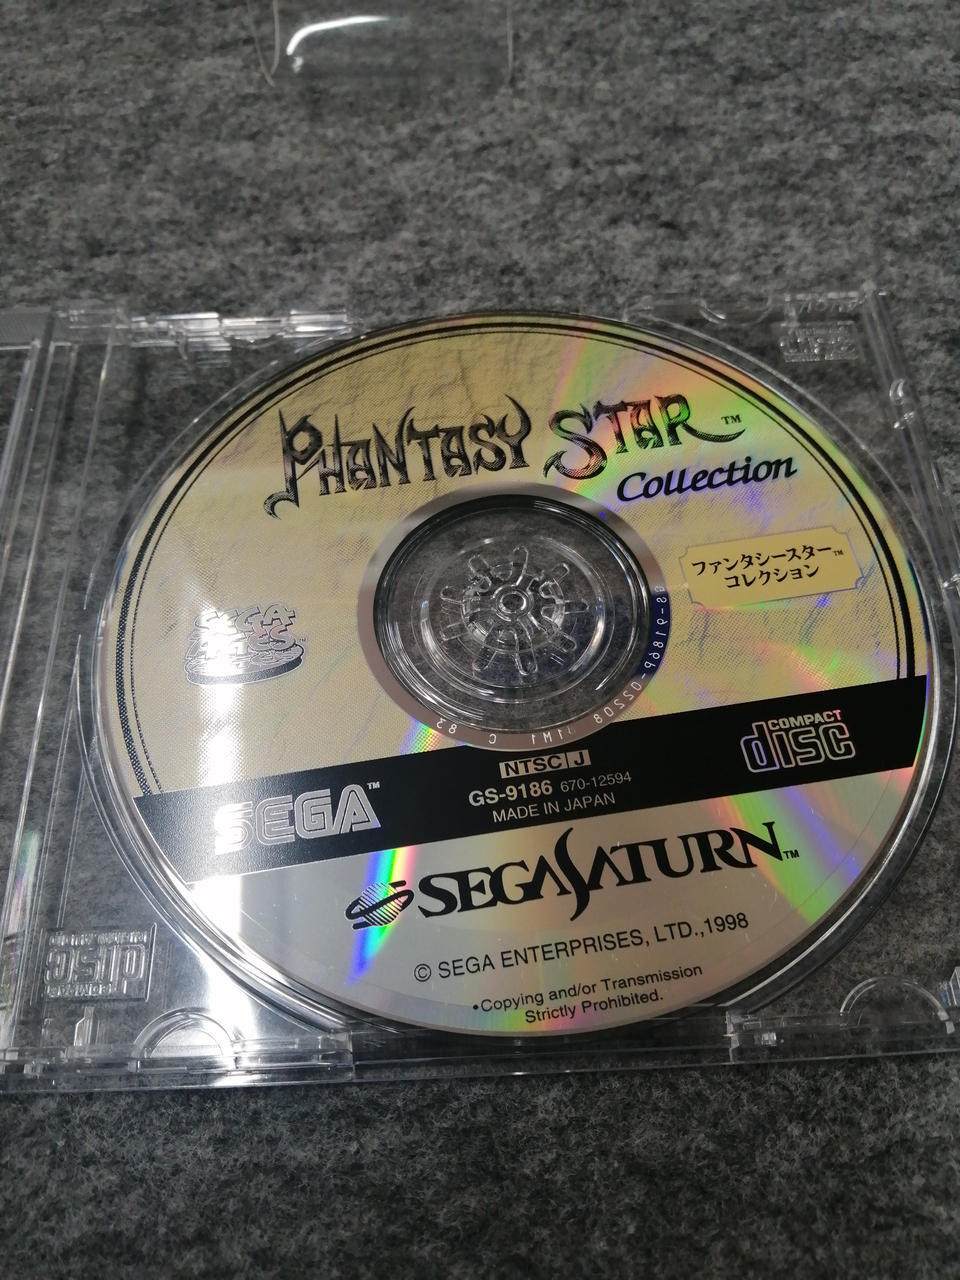 PHANTASY STAR™
Collection
ファンタシースター™
コレクション
SEGA
AGES™
NTSC J
GS-9186 670-12594
MADE IN JAPAN
SEGA™
COMPACT
disc
SEGA SATURN™
© SEGA ENTERPRISES, LTD.,1998
•Copying and/or Transmission
Strictly Prohibited.